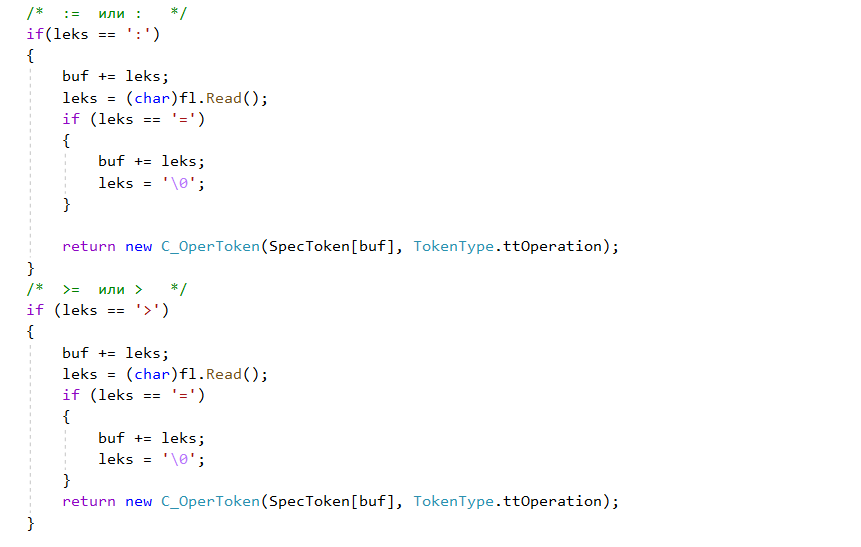 /*  :=  или :   */
if(leks == ':')
{
    buf += leks;
    leks = (char)fl.Read();
    if (leks == '=')
    {
        buf += leks;
        leks = '\0';
    }

    return new C_OperToken(SpecToken[buf], TokenType.ttOperation);
}
/*  >=  или >   */
if (leks == '>')
{
    buf += leks;
    leks = (char)fl.Read();
    if (leks == '=')
    {
        buf += leks;
        leks = '\0';
    }
    return new C_OperToken(SpecToken[buf], TokenType.ttOperation);
}